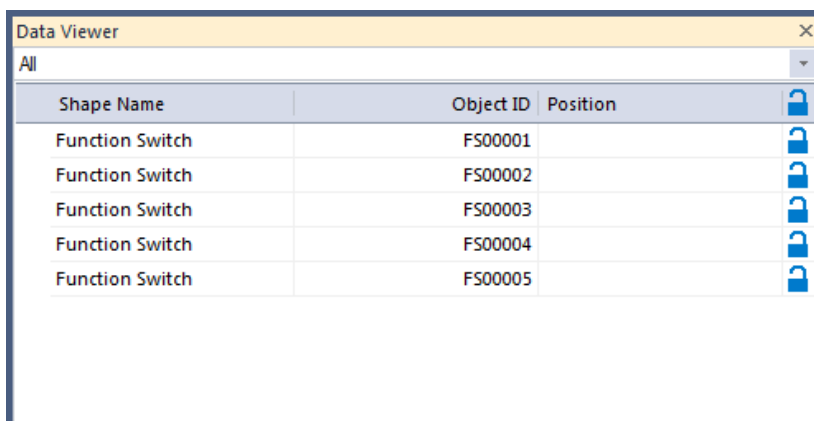 Data Viewer
All
Shape Name Object ID Position
Function Switch FS00001
Function Switch FS00002
Function Switch FS00003
Function Switch FS00004
Function Switch FS00005